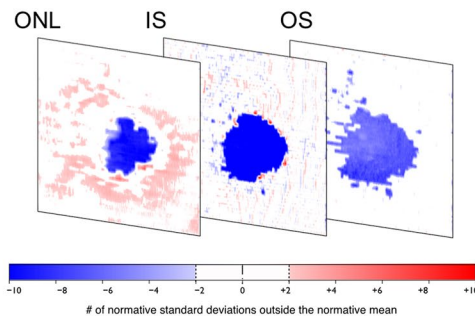 ONL IS OS
−10 −8 −6 −4 −2 0 +2 +4 +6 +8 +10
# of normative standard deviations outside the normative mean